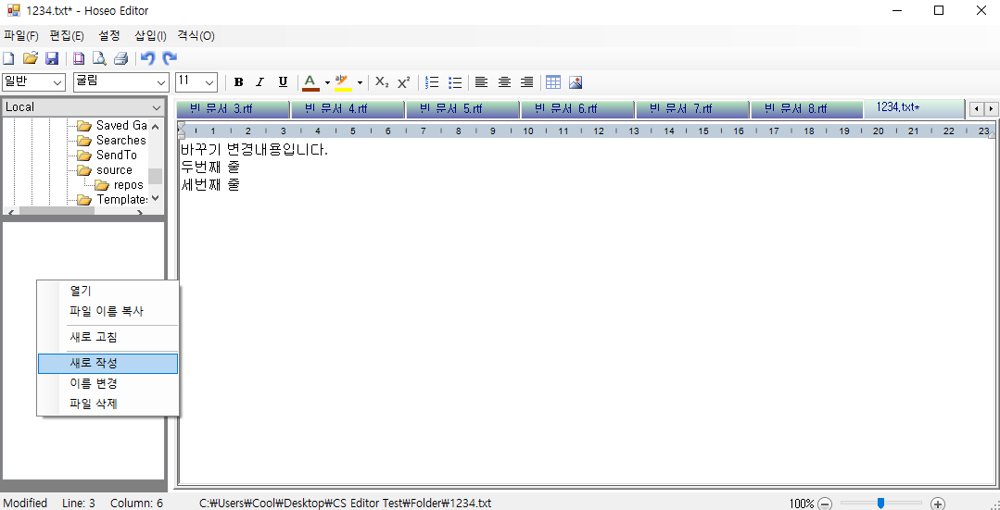 1234.txt* - Hoseo Editor
파일(F) 편집(E) 설정 삽입(I) 격식(O)
일반 굴림 11 B I U A ab X₂ X²
Local
빈 문서 3.rtf 빈 문서 4.rtf 빈 문서 5.rtf 빈 문서 6.rtf 빈 문서 7.rtf 빈 문서 8.rtf 1234.txt*
1 2 3 4 5 6 7 8 9 10 11 12 13 14 15 16 17 18 19 20 21 22 23
Saved Ga
Searches
SendTo
source
repos
Templates
바꾸기 변경내용입니다.
두번째 줄
세번째 줄
열기
파일 이름 복사
새로 고침
새로 작성
이름 변경
파일 삭제
Modified Line: 3 Column: 6 C:₩Users₩Cool₩Desktop₩CS Editor Test₩Folder₩1234.txt 100%